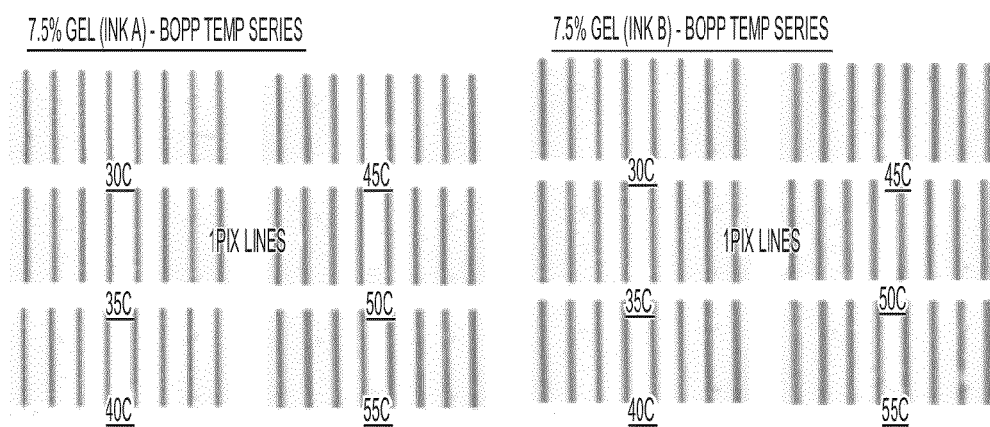 7.5% GEL (INK A) - BOPP TEMP SERIES
30C
45C
1PIX LINES
35C
50C
40C
55C
7.5% GEL (INK B) - BOPP TEMP SERIES
30C
45C
1PIX LINES
35C
50C
40C
55C